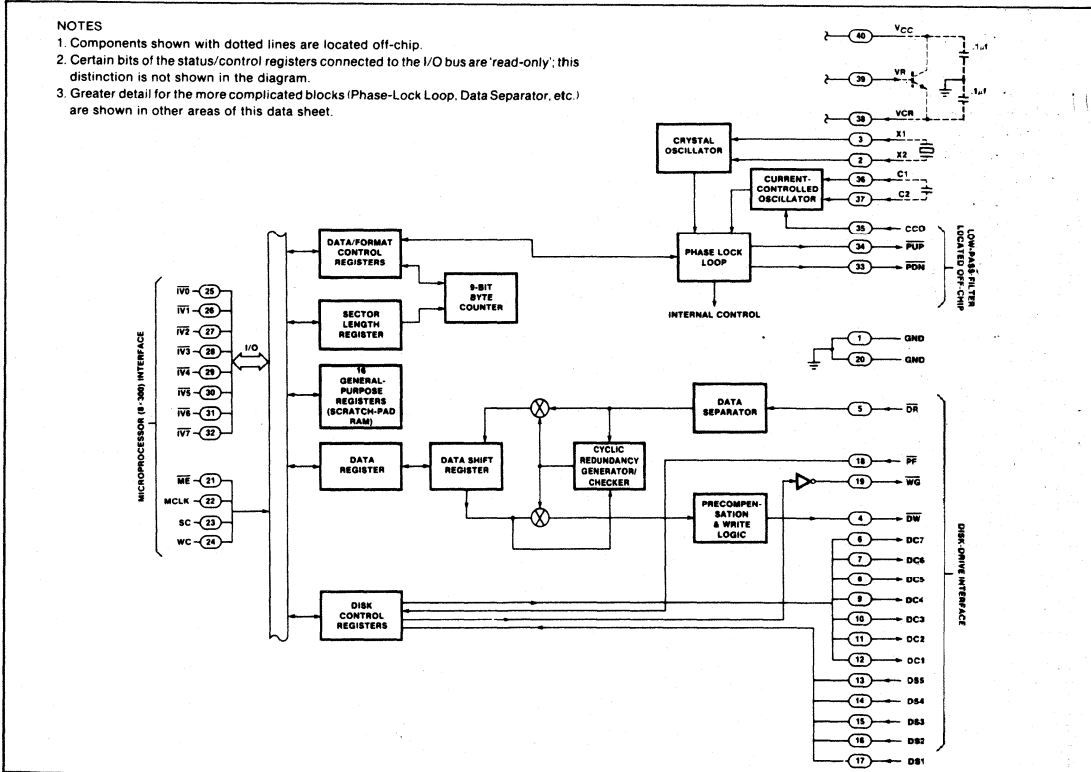 NOTES
1. Components shown with dotted lines are located off-chip.
2. Certain bits of the status/control registers connected to the I/O bus are 'read-only'; this
distinction is not shown in the diagram.
3. Greater detail for the more complicated blocks (Phase-Lock Loop, Data Separator, etc.)
are shown in other areas of this data sheet.
40 VCC
.1μf
39 VR
.1μf
38 VCR
CRYSTAL
OSCILLATOR
3 X1
2 X2
CURRENT-
CONTROLLED
OSCILLATOR
36 C1
37 C2
35 CCO
PHASE LOCK
LOOP
34 PUP
33 PDN
LOW-PASS-FILTER
LOCATED OFF-CHIP
INTERNAL CONTROL
DATA/FORMAT
CONTROL
REGISTERS
9-BIT
BYTE
COUNTER
SECTOR
LENGTH
REGISTER
16
GENERAL-
PURPOSE
REGISTERS
(SCRATCH-PAD
RAM)
DATA
REGISTER
DATA SHIFT
REGISTER
CYCLIC
REDUNDANCY
GENERATOR/
CHECKER
DATA
SEPARATOR
PRECOMPEN-
SATION
& WRITE
LOGIC
DISK
CONTROL
REGISTERS
MICROPROCESSOR (8×300) INTERFACE
IV0 25
IV1 26
IV2 27
IV3 28
IV4 29
IV5 30
IV6 31
IV7 32
I/O
ME 21
MCLK 22
SC 23
WC 24
1 GND
20 GND
5 DR
18 PF
19 WG
4 DW
6 DC7
7 DC6
8 DC5
9 DC4
10 DC3
11 DC2
12 DC1
13 DS5
14 DS4
15 DS3
16 DS2
17 DS1
DISK-DRIVE INTERFACE